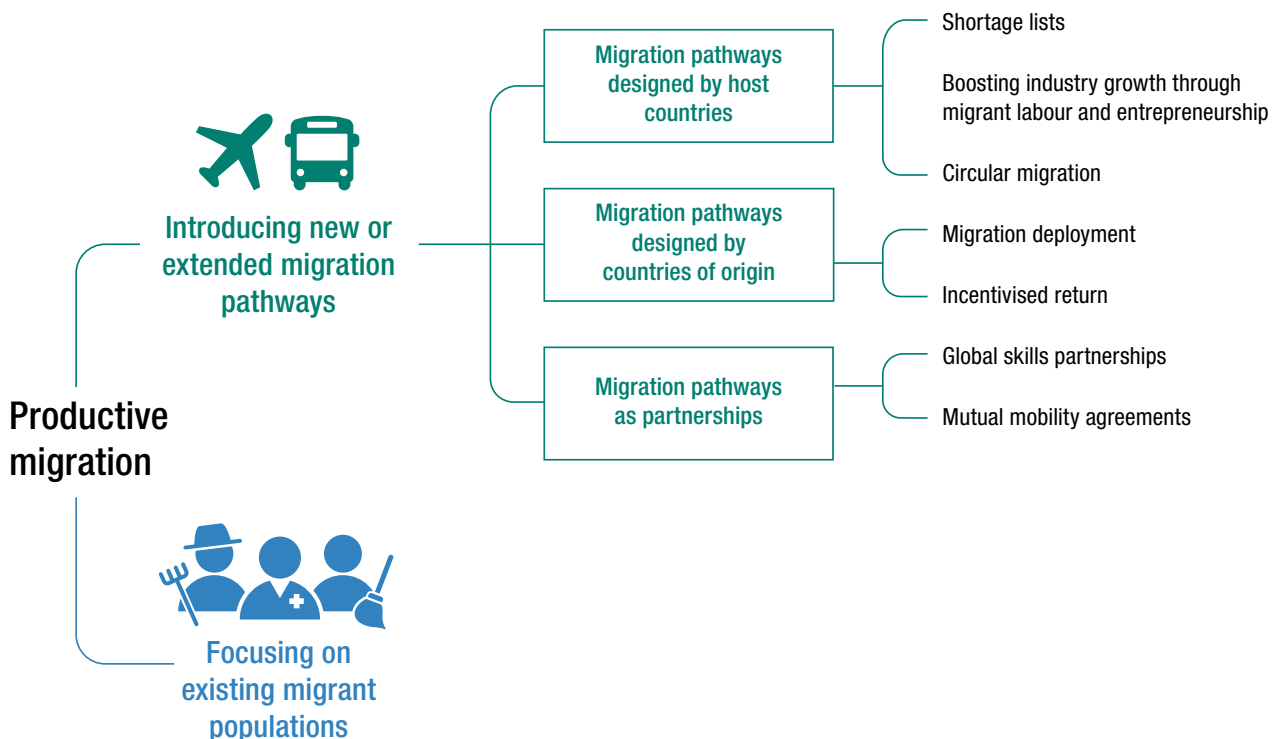 Productive
migration
Introducing new or
extended migration
pathways
Migration pathways
designed by host
countries
Shortage lists
Boosting industry growth through
migrant labour and entrepreneurship
Circular migration
Migration pathways
designed by
countries of origin
Migration deployment
Incentivised return
Migration pathways
as partnerships
Global skills partnerships
Mutual mobility agreements
Focusing on
existing migrant
populations